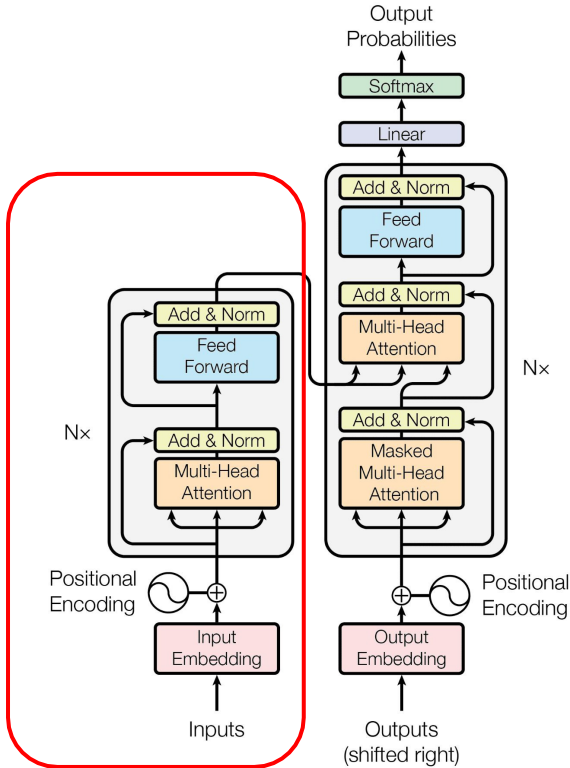 Output
Probabilities
Softmax
Linear
Add & Norm
Feed
Forward
Add & Norm
Multi-Head
Attention
Add & Norm
Masked
Multi-Head
Attention
N×
Positional
Encoding
Output
Embedding
Outputs
(shifted right)
Add & Norm
Feed
Forward
Add & Norm
Multi-Head
Attention
N×
Positional
Encoding
Input
Embedding
Inputs